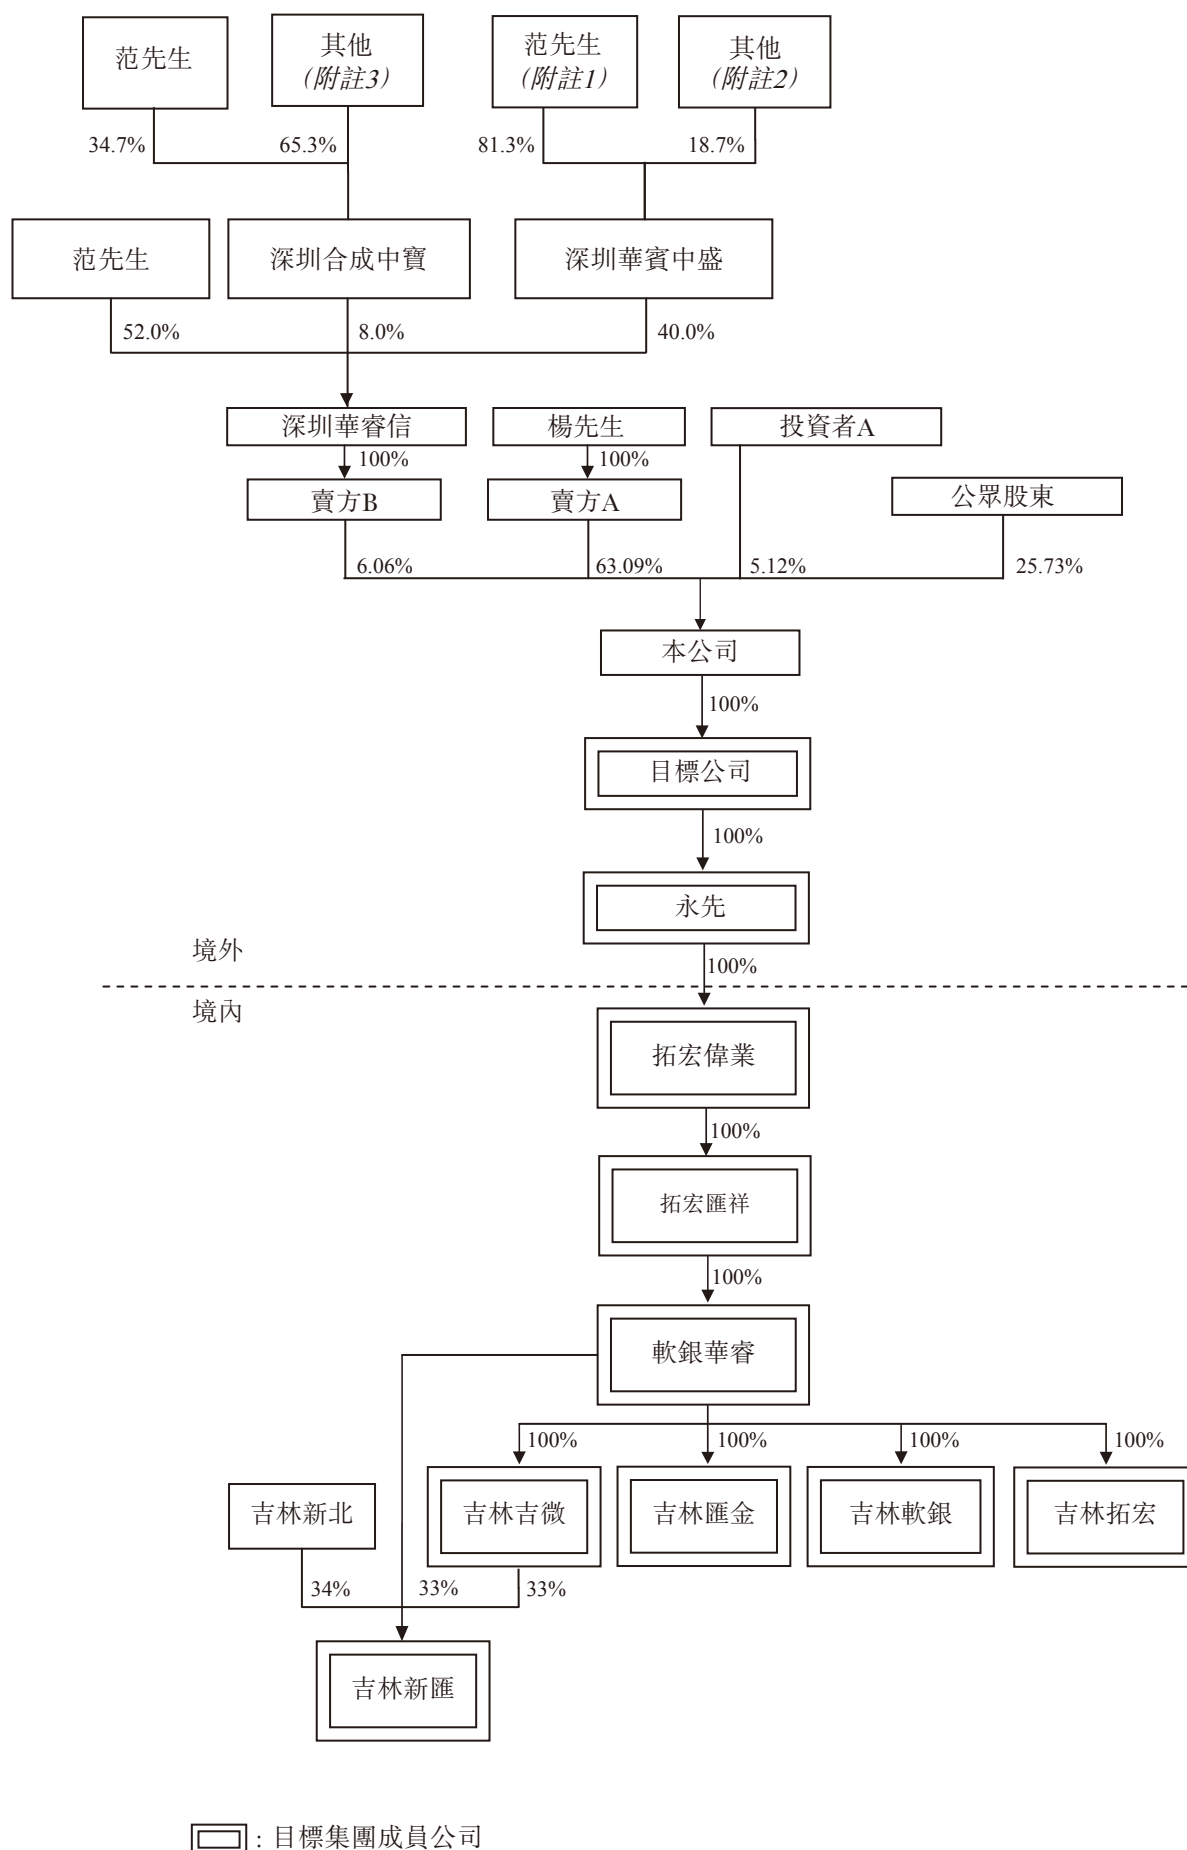 范先生
其他
(附註3)
范先生
(附註1)
其他
(附註2)
34.7%
65.3%
81.3%
18.7%
范先生
深圳合成中寶
深圳華賓中盛
52.0%
8.0%
40.0%
深圳華睿信
楊先生
投資者A
100%
100%
賣方B
賣方A
公眾股東
6.06%
63.09%
5.12%
25.73%
本公司
100%
目標公司
100%
永先
境外
100%
境內
拓宏偉業
100%
拓宏匯祥
100%
軟銀華睿
100%
100%
100%
100%
吉林新北
吉林吉微
吉林匯金
吉林軟銀
吉林拓宏
34%
33%
33%
吉林新匯
: 目標集團成員公司